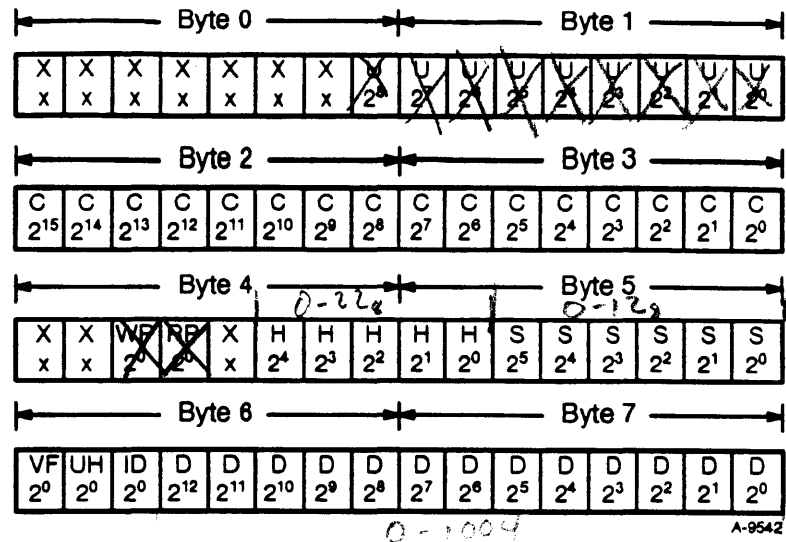 Byte 0 Byte 1
X X X X X X X U U U U U U U U U
x x x x x x x 2⁸ 2⁷ 2⁶ 2⁵ 2⁴ 2³ 2² 2¹ 2⁰
Byte 2 Byte 3
C C C C C C C C C C C C C C C C
2¹⁵ 2¹⁴ 2¹³ 2¹² 2¹¹ 2¹⁰ 2⁹ 2⁸ 2⁷ 2⁶ 2⁵ 2⁴ 2³ 2² 2¹ 2⁰
Byte 4 Byte 5
0-22₈ 0-12₈
X X WP RP X H H H H H S S S S S S
x x 2⁰ 2⁰ x 2⁴ 2³ 2² 2¹ 2⁰ 2⁵ 2⁴ 2³ 2² 2¹ 2⁰
Byte 6 Byte 7
VF UH ID D D D D D D D D D D D D D
2⁰ 2⁰ 2⁰ 2¹² 2¹¹ 2¹⁰ 2⁹ 2⁸ 2⁷ 2⁶ 2⁵ 2⁴ 2³ 2² 2¹ 2⁰
0-1004
A-9542